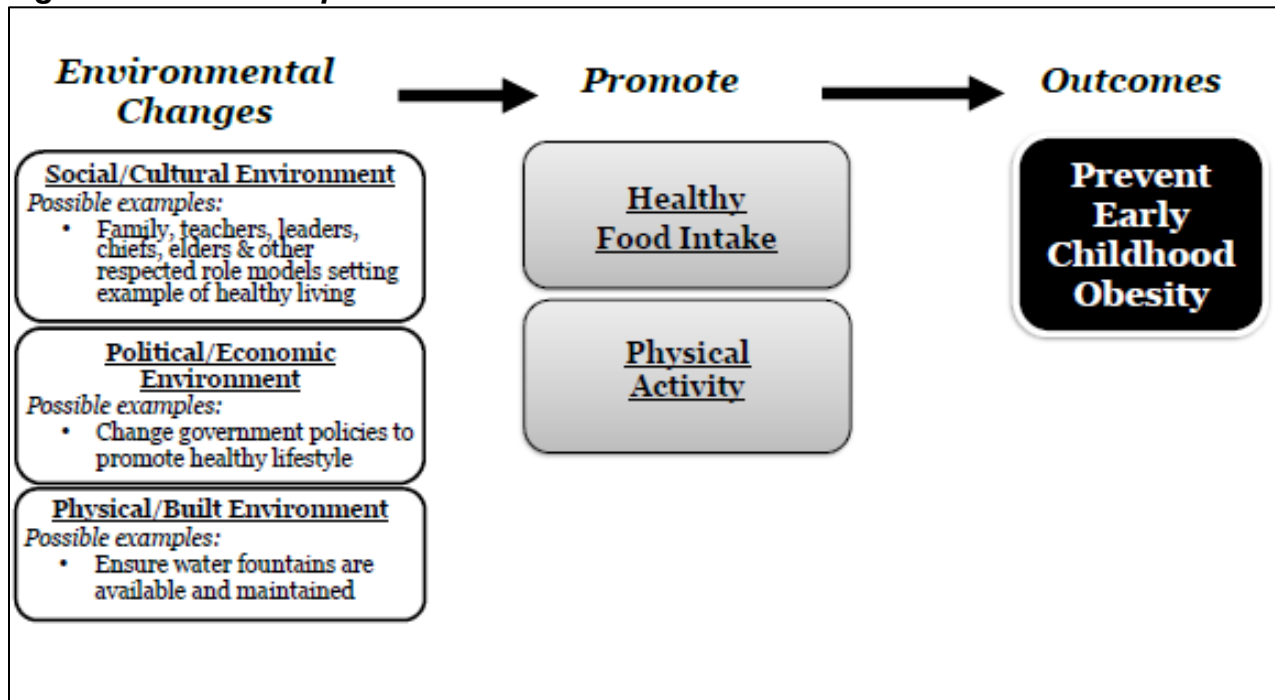 Environmental
Changes
Promote
Outcomes
Social/Cultural Environment
Possible examples:
• Family, teachers, leaders,
chiefs, elders & other
respected role models setting
example of healthy living
Political/Economic
Environment
Possible examples:
• Change government policies to
promote healthy lifestyle
Physical/Built Environment
Possible examples:
• Ensure water fountains are
available and maintained
Healthy
Food Intake
Physical
Activity
Prevent
Early
Childhood
Obesity